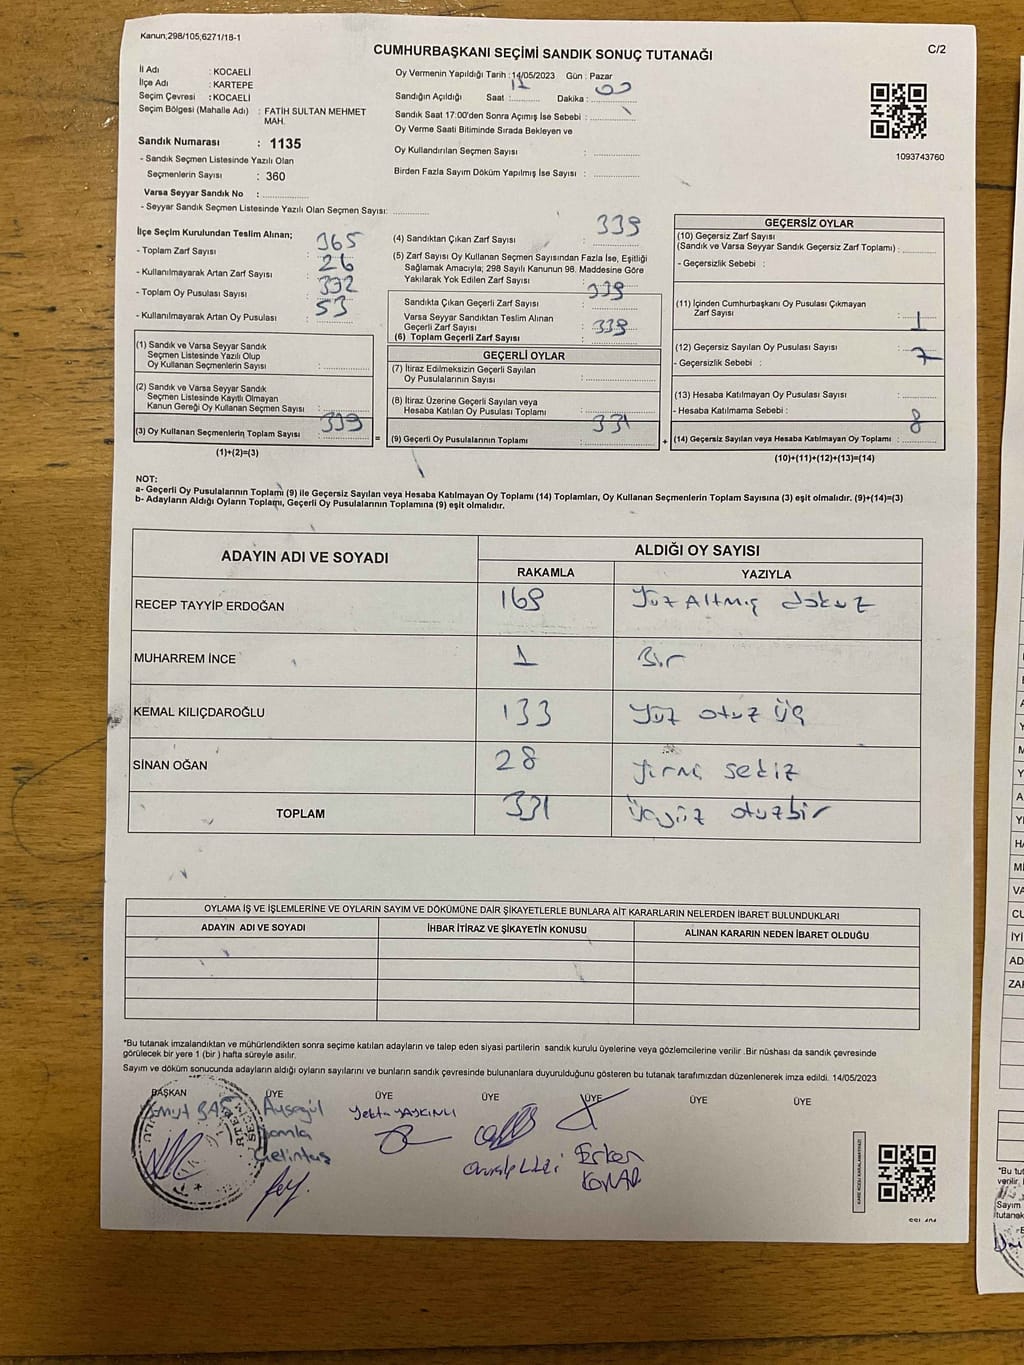 Kanun;298/105;6271/18-1
C/2
CUMHURBAŞKANI SEÇİMİ SANDIK SONUÇ TUTANAĞI
İl Adı : KOCAELİ
İlçe Adı : KARTEPE
Seçim Çevresi : KOCAELİ
Seçim Bölgesi (Mahalle Adı) : FATİH SULTAN MEHMET
MAH.
Sandık Numarası : 1135
- Sandık Seçmen Listesinde Yazılı Olan
Seçmenlerin Sayısı : 360
Varsa Seyyar Sandık No :
- Seyyar Sandık Seçmen Listesinde Yazılı Olan Seçmen Sayısı:
Oy Vermenin Yapıldığı Tarih : 14/05/2023 Gün : Pazar
Sandığın Açıldığı Saat : Dakika : 00
Sandık Saat 17:00'den Sonra Açımış İse Sebebi :
Oy Verme Saati Bitiminde Sırada Bekleyen ve
Oy Kullandırılan Seçmen Sayısı :
Birden Fazla Sayım Döküm Yapılmış İse Sayısı :
1093743760
İlçe Seçim Kurulundan Teslim Alınan;
- Toplam Zarf Sayısı : 365
- Kullanılmayarak Artan Zarf Sayısı : 26
- Toplam Oy Pusulası Sayısı : 392
- Kullanılmayarak Artan Oy Pusulası : 53
(1) Sandık ve Varsa Seyyar Sandık
Seçmen Listesinde Yazılı Olup
Oy Kullanan Seçmenlerin Sayısı :
(2) Sandık ve Varsa Seyyar Sandık
Seçmen Listesinde Kayıtlı Olmayan
Kanun Gereği Oy Kullanan Seçmen Sayısı :
(3) Oy Kullanan Seçmenlerin Toplam Sayısı : 339
(1)+(2)=(3)
(4) Sandıktan Çıkan Zarf Sayısı : 339
(5) Zarf Sayısı Oy Kullanan Seçmen Sayısından Fazla İse, Eşitliği
Sağlamak Amacıyla; 298 Sayılı Kanunun 98. Maddesine Göre
Yakılarak Yok Edilen Zarf Sayısı :
Sandıkta Çıkan Geçerli Zarf Sayısı : 339
Varsa Seyyar Sandıktan Teslim Alınan
Geçerli Zarf Sayısı :
(6) Toplam Geçerli Zarf Sayısı : 339
GEÇERLİ OYLAR
(7) İtiraz Edilmeksizin Geçerli Sayılan
Oy Pusulalarının Sayısı :
(8) İtiraz Üzerine Geçerli Sayılan veya
Hesaba Katılan Oy Pusulası Toplamı :
= (9) Geçerli Oy Pusulalarının Toplamı : 331
GEÇERSİZ OYLAR
(10) Geçersiz Zarf Sayısı
(Sandık ve Varsa Seyyar Sandık Geçersiz Zarf Toplamı) :
- Geçersizlik Sebebi :
(11) İçinden Cumhurbaşkanı Oy Pusulası Çıkmayan
Zarf Sayısı : 1
(12) Geçersiz Sayılan Oy Pusulası Sayısı : 7
- Geçersizlik Sebebi :
(13) Hesaba Katılmayan Oy Pusulası Sayısı :
- Hesaba Katılmama Sebebi :
+ (14) Geçersiz Sayılan veya Hesaba Katılmayan Oy Toplamı : 8
(10)+(11)+(12)+(13)=(14)
NOT:
a- Geçerli Oy Pusulalarının Toplamı (9) ile Geçersiz Sayılan veya Hesaba Katılmayan Oy Toplamı (14) Toplamları, Oy Kullanan Seçmenlerin Toplam Sayısına (3) eşit olmalıdır. (9)+(14)=(3)
b- Adayların Aldığı Oyların Toplamı, Geçerli Oy Pusulalarının Toplamına (9) eşit olmalıdır.
ADAYIN ADI VE SOYADI
ALDIĞI OY SAYISI
RAKAMLA YAZIYLA
RECEP TAYYİP ERDOĞAN 169 Yüz Altmış dokuz
MUHARREM İNCE 1 Bir
KEMAL KILIÇDAROĞLU 133 Yüz otuz üç
SİNAN OĞAN 28 Yirmi sekiz
TOPLAM 331 Üçyüz otuzbir
OYLAMA İŞ VE İŞLEMLERİNE VE OYLARIN SAYIM VE DÖKÜMÜNE DAİR ŞİKAYETLERLE BUNLARA AİT KARARLARIN NELERDEN İBARET BULUNDUKLARI
ADAYIN ADI VE SOYADI İHBAR İTİRAZ VE ŞİKAYETİN KONUSU ALINAN KARARIN NEDEN İBARET OLDUĞU
*Bu tutanak imzalandıktan ve mühürlendikten sonra seçime katılan adayların ve talep eden siyasi partilerin sandık kurulu üyelerine veya gözlemcilerine verilir .Bir nüshası da sandık çevresinde
görülecek bir yere 1 (bir) hafta süreyle asılır.
Sayım ve döküm sonucunda adayların aldığı oyların sayılarını ve bunların sandık çevresinde bulunanlara duyurulduğunu gösteren bu tutanak tarafımızdan düzenlenerek imza edildi. 14/05/2023
BAŞKAN ÜYE ÜYE ÜYE ÜYE ÜYE ÜYE
Ayşegül
Damla
Gelintaş
Yekta YAYKINLI
Erkan